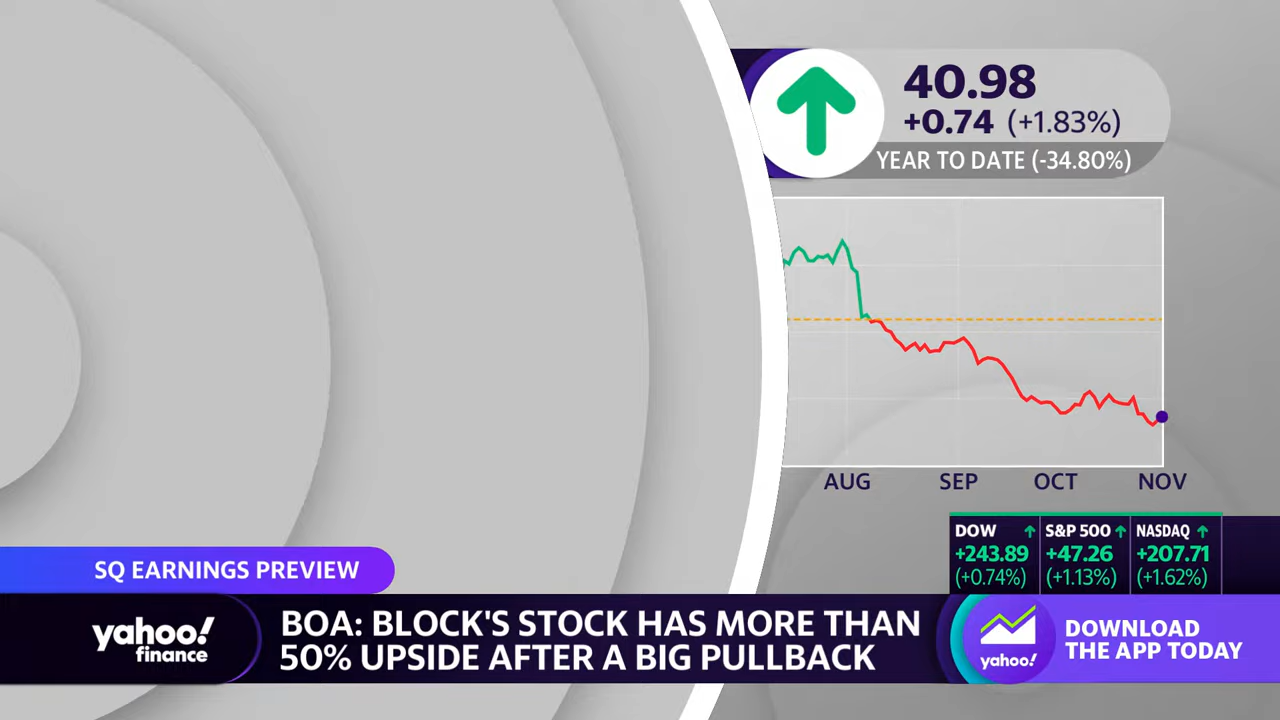 40.98
+0.74 (+1.83%)
YEAR TO DATE (-34.80%)
AUG SEP OCT NOV
DOW S&P 500 NASDAQ
+243.89 +47.26 +207.71
(+0.74%) (+1.13%) (+1.62%)
SQ EARNINGS PREVIEW
yahoo!
finance
BOA: BLOCK'S STOCK HAS MORE THAN
50% UPSIDE AFTER A BIG PULLBACK
yahoo!
DOWNLOAD
THE APP TODAY